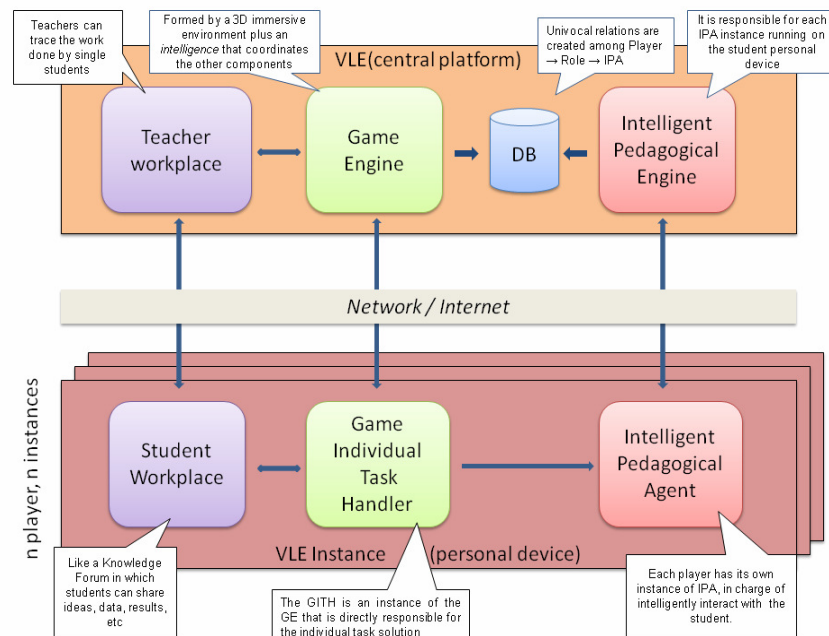 Teachers can
trace the work
done by single
students
Formed by a 3D immersive
environment plus an
intelligence that coordinates
the other components
Univocal relations are
created among Player
→ Role → IPA
It is responsible for each
IPA instance running on
the student personal
device
VLE(central platform)
Teacher
workplace
Game
Engine
DB
Intelligent
Pedagogical
Engine
Network / Internet
n player, n instances
Student
Workplace
Game
Individual
Task
Handler
Intelligent
Pedagogical
Agent
VLE Instance (personal device)
Like a Knowledge
Forum in which
students can share
ideas, data, results,
etc
The GITH is an instance of the
GE that is directly responsible for
the individual task solution
Each player has its own
instance of IPA, in charge of
intelligently interact with the
student.